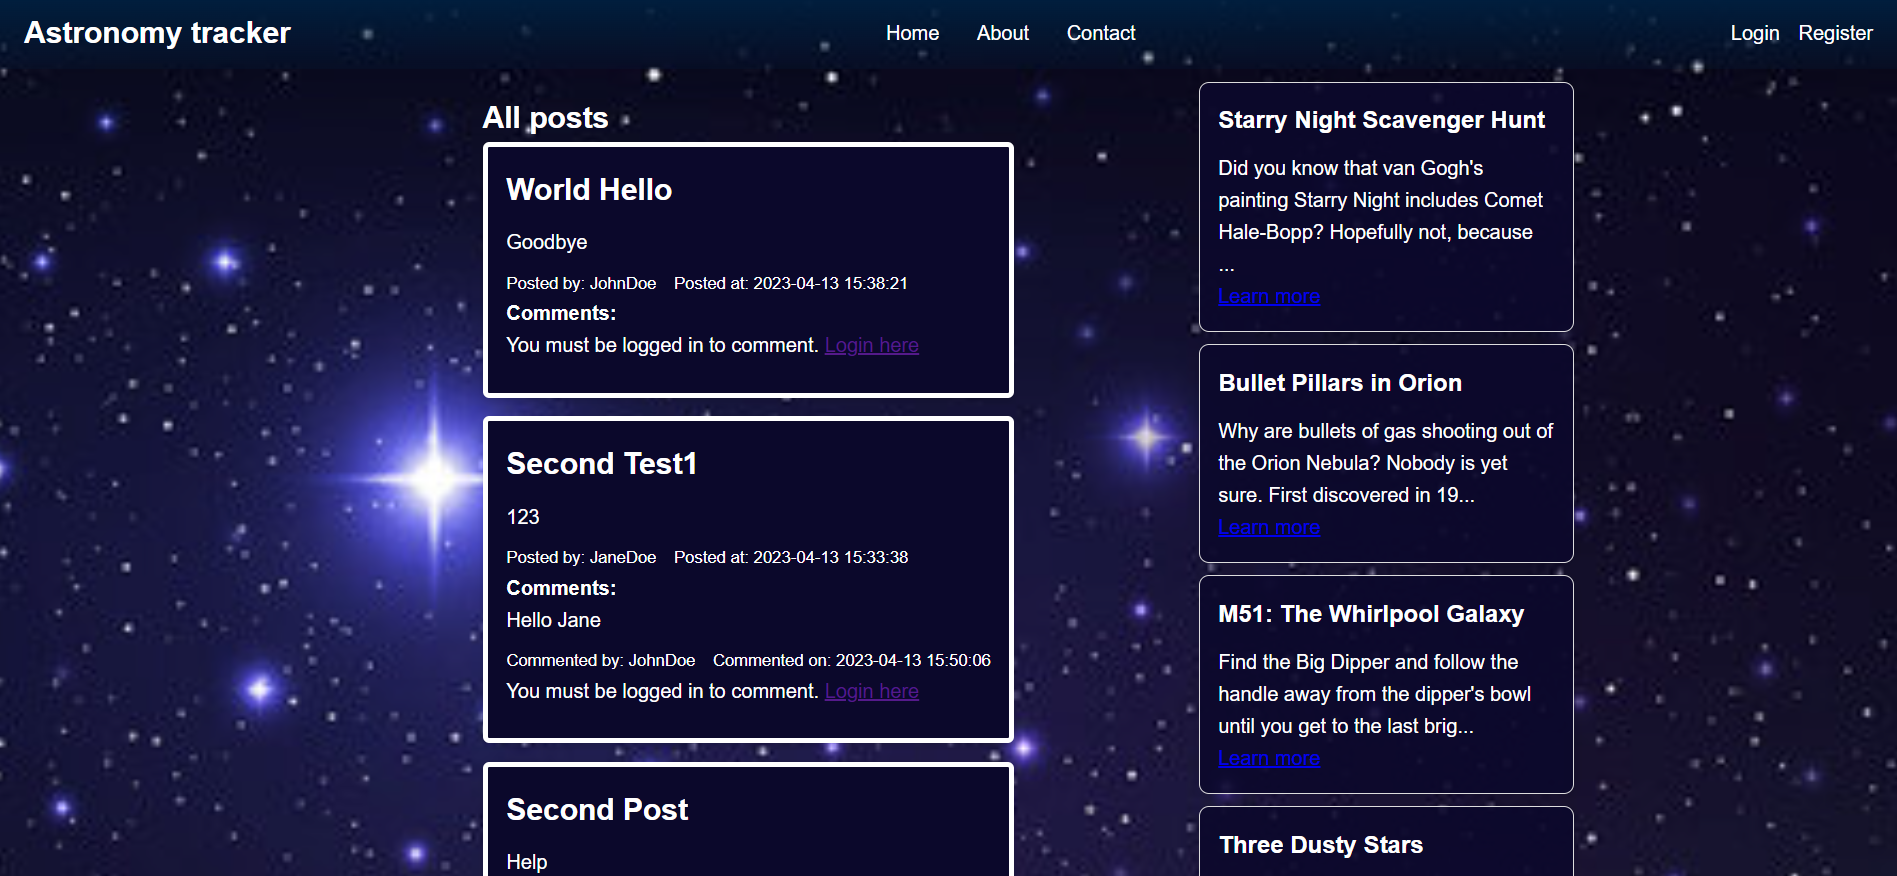 Astronomy tracker
Home About Contact
Login Register
All posts
World Hello
Goodbye
Posted by: JohnDoe Posted at: 2023-04-13 15:38:21
Comments:
You must be logged in to comment. Login here
Second Test1
123
Posted by: JaneDoe Posted at: 2023-04-13 15:33:38
Comments:
Hello Jane
Commented by: JohnDoe Commented on: 2023-04-13 15:50:06
You must be logged in to comment. Login here
Second Post
Help
Starry Night Scavenger Hunt
Did you know that van Gogh's
painting Starry Night includes Comet
Hale-Bopp? Hopefully not, because
...
Learn more
Bullet Pillars in Orion
Why are bullets of gas shooting out of
the Orion Nebula? Nobody is yet
sure. First discovered in 19...
Learn more
M51: The Whirlpool Galaxy
Find the Big Dipper and follow the
handle away from the dipper's bowl
until you get to the last brig...
Learn more
Three Dusty Stars